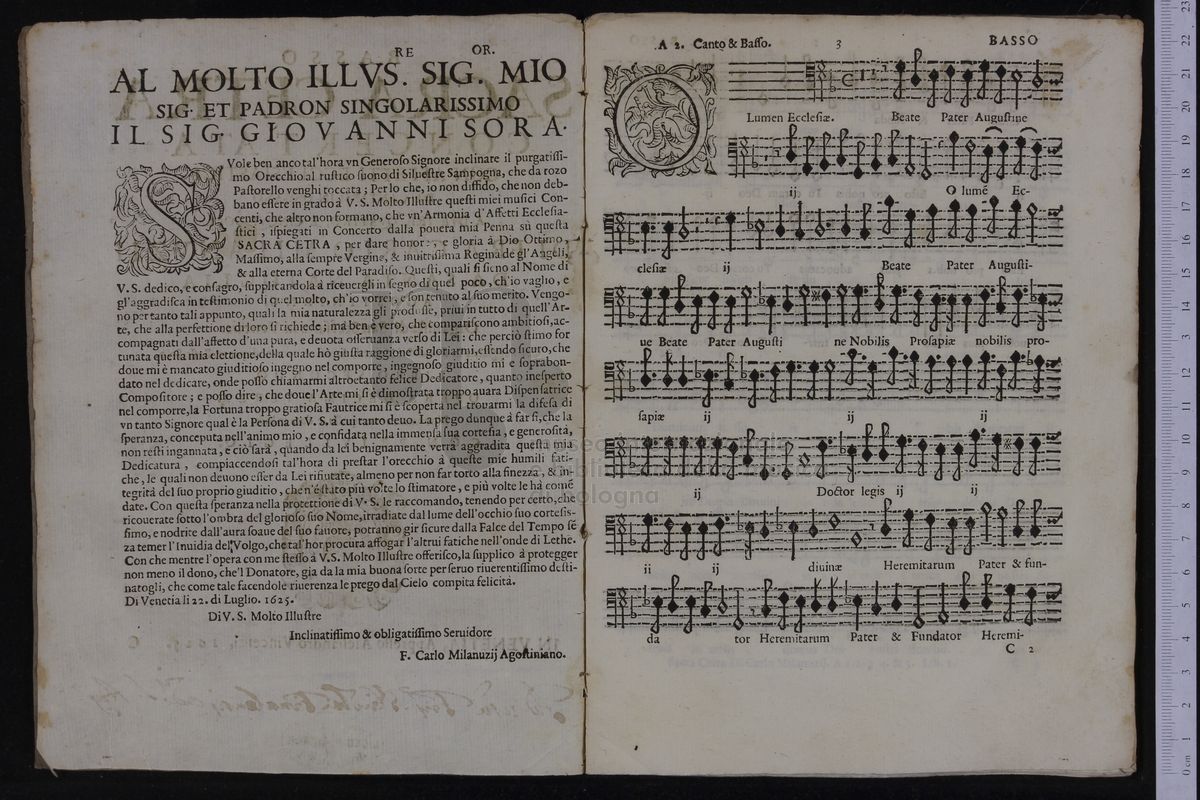 RE OR.
AL MOLTO ILLVS. SIG. MIO
SIG. ET PADRON SINGOLARISSIMO
IL SIG GIOVANNI SORA.
SVole ben anco tal'hora vn Generoso Signore inclinare il purgatissi-
mo Orecchio al rustico suono di Siluestre Sampogna, che da rozo
Pastorello venghi toccata; Per lo che, io non diffido, che non deb-
bano essere in grado à V. S. Molto Illustre questi miei musici Con-
centi, che altro non formano, che vn'Armonia d'Affetti Ecclesia-
stici, ispiegati in Concerto dalla pouera mia Penna sù questa
SACRA CETRA, per dare honore, e gloria à Dio Ottimo,
Massimo, alla sempre Vergine, & inuitissima Regina de gl'Angeli,
& alla eterna Corte del Paradiso. Questi, quali si sieno al Nome di
V. S. dedico, e consagro, supplicandola à riceuergli in segno di quel poco, ch'io vaglio, e
gl'aggradisca in testimonio di quel molto, ch'io vorrei, e son tenuto al suo merito. Vengo-
no per tanto tali appunto, quali la mia naturalezza gli prodosse, priui in tutto di quell'Ar-
te, che alla perfettione di loro si richiede; mà ben è vero, che compariscono ambitiosi, ac-
compagnati dall'affetto d'una pura, e deuota osseruanza verso di Lei: che perciò stimo for
tunata questa mia elettione, della quale hò giusta raggione di gloriarmi, essendo sicuro, che
doue mi è mancato giuditioso ingegno nel comporre, ingegnoso giuditio mi è soprabon-
dato nel dedicare, onde posso chiamarmi altroetanto felice Dedicatore, quanto inesperto
Compositore; e posso dire, che doue l'Arte mi si è dimostrata troppo auara Dispensatrice
nel comporre, la Fortuna troppo gratiosa Fautrice mi si è scoperta nel trouarmi la difesa di
vn tanto Signore qual è la Persona di V. S. à cui tanto deuo. La prego dunque à far sì, che la
speranza, conceputa nell'animo mio, e confidata nella immensa sua cortesia, e generosità,
non resti ingannata, e ciò sarà, quando da lei benignamente verrà aggradita questa mia
Dedicatura, compiacendosi tal'hora di prestar l'orecchio à queste mie humili fati-
che, le quali non deuono esser da Lei rifiutate, almeno per non far torto alla finezza, & in-
tegrità del suo proprio giuditio, che n'è stato più volte lo stimatore, e più volte le hà comē
date. Con questa speranza nella protettione di V. S. le raccomando, tenendo per certo, che
ricouerate sotto l'ombra del glorioso suo Nome, irradiate dal lume dell'occhio suo cortesis-
simo, e nodrite dall'aura soaue del suo fauore, potranno gir sicure dalla Falce del Tempo sē
za temer l'Inuidia del Volgo, che tal'hor procura affogar l'altrui fatiche nell'onde di Lethe.
Con che mentre l'opera con me stesso à V. S. Molto Illustre offerisco, la supplico à protegger
non meno il dono, che'l Donatore, gia da la mia buona sorte per seruo riuerentissimo desti-
natogli, che come tale facendole riuerenza le prego dal Cielo compita felicità.
Di Venetia li 22. di Luglio. 1625.
Di V. S. Molto Illustre
Inclinatissimo & obligatissimo Seruidore
F. Carlo Milanuzij Agostiniano.
A 2. Canto & Basso. 3 BASSO
O Lumen Ecclesiæ. Beate Pater Augustine
ij O lumē Ec-
clesiæ ij Beate Pater Augusti-
ue Beate Pater Augusti ne Nobilis Prosapiæ nobilis pro-
sapiæ ij ij ij
ij Doctor legis ij ij
ii ij diuinæ Heremitarum Pater & fun-
da tor Heremitarum Pater & Fundator Heremi-
C 2